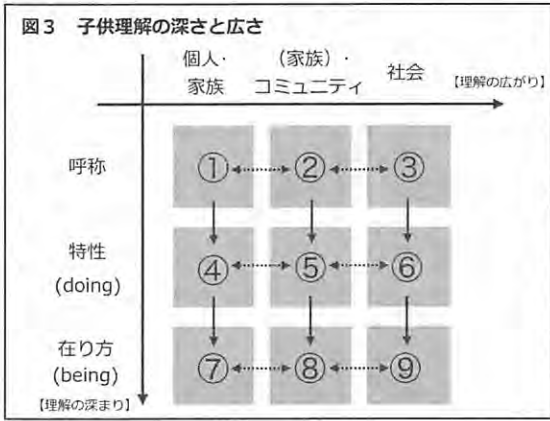 図3 子供理解の深さと広さ
個人・
家族
（家族）・
コミュニティ
社会
【理解の広がり】
呼称
①
②
③
特性
(doing)
④
⑤
⑥
在り方
(being)
⑦
⑧
⑨
【理解の深まり】